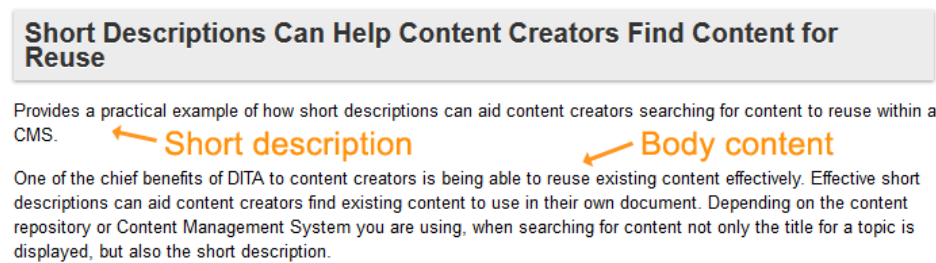 Short Descriptions Can Help Content Creators Find Content for
Reuse
Provides a practical example of how short descriptions can aid content creators searching for content to reuse within a
CMS.
Short description
Body content
One of the chief benefits of DITA to content creators is being able to reuse existing content effectively. Effective short
descriptions can aid content creators find existing content to use in their own document. Depending on the content
repository or Content Management System you are using, when searching for content not only the title for a topic is
displayed, but also the short description.